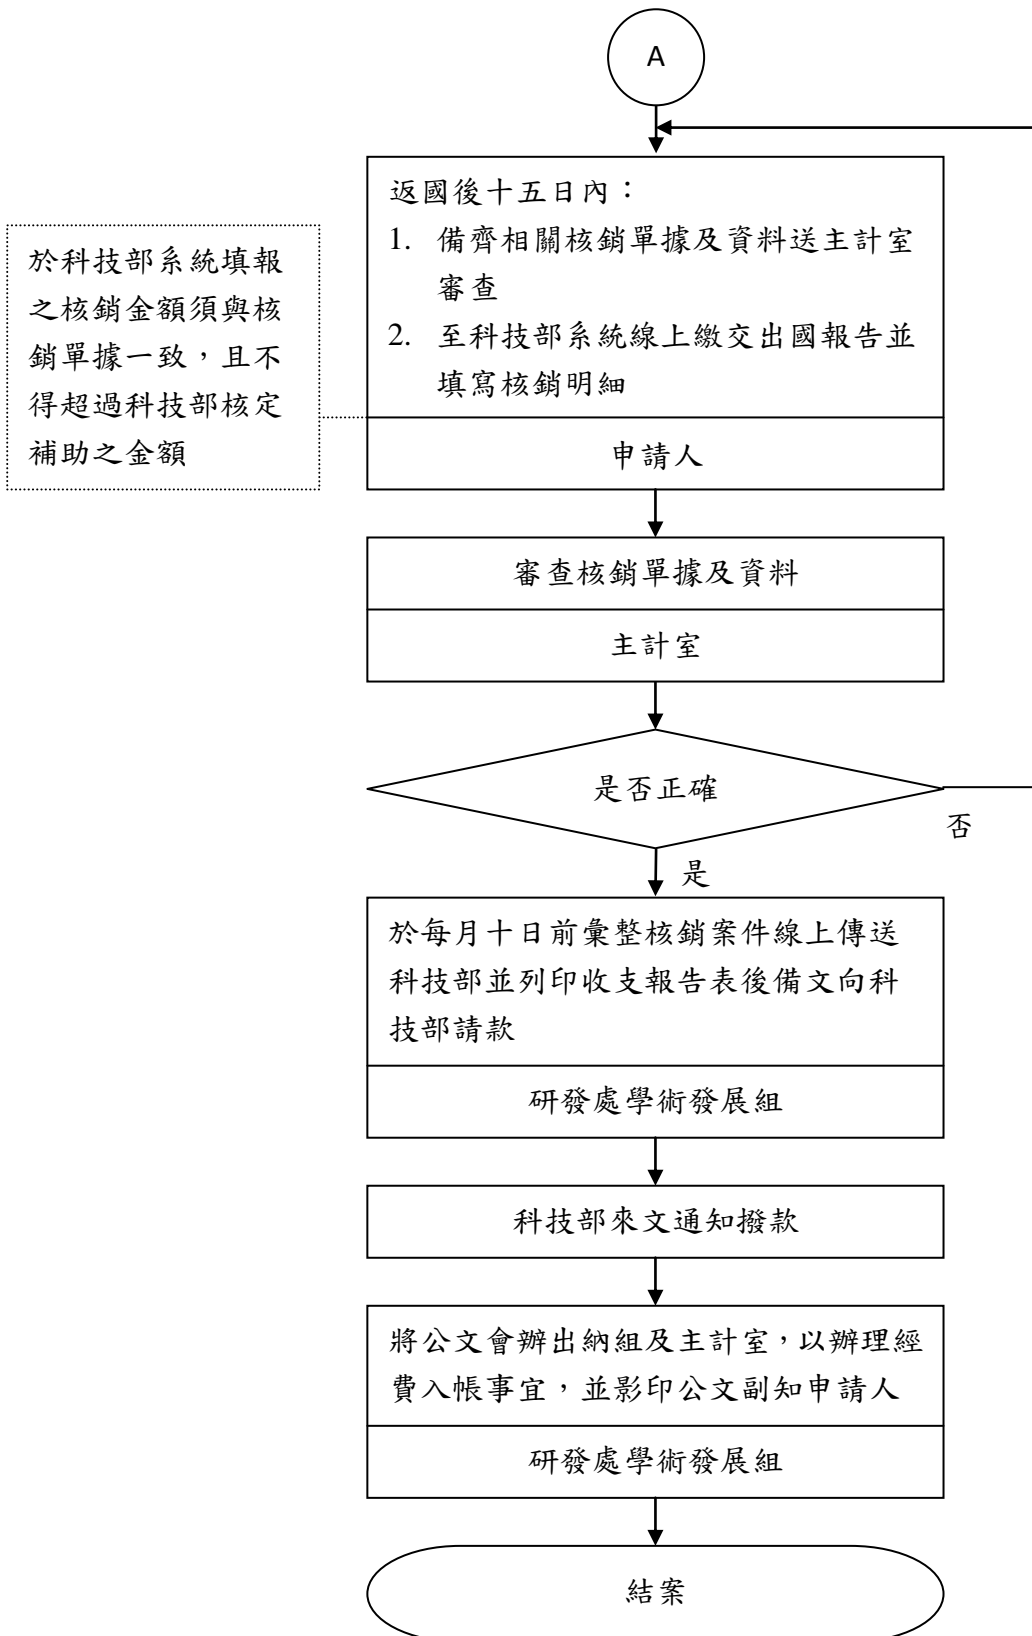 A
返國後十五日內：
1. 備齊相關核銷單據及資料送主計室
審查
2. 至科技部系統線上繳交出國報告並
填寫核銷明細
申請人
於科技部系統填報
之核銷金額須與核
銷單據一致，且不
得超過科技部核定
補助之金額
審查核銷單據及資料
主計室
是否正確
否
是
於每月十日前彙整核銷案件線上傳送
科技部並列印收支報告表後備文向科
技部請款
研發處學術發展組
科技部來文通知撥款
將公文會辦出納組及主計室，以辦理經
費入帳事宜，並影印公文副知申請人
研發處學術發展組
結案